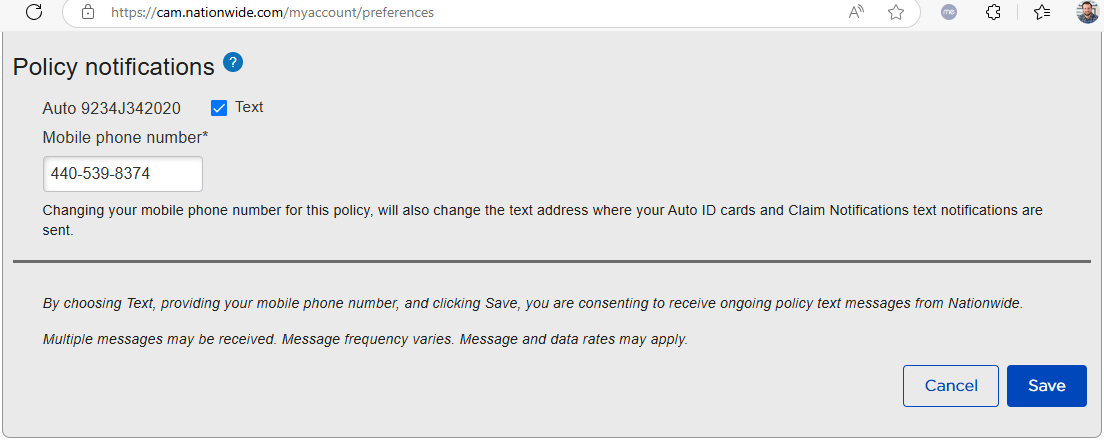 https://cam.nationwide.com/myaccount/preferences
me
Policy notifications ?
Auto 9234J342020 Text
Mobile phone number*
440-539-8374
Changing your mobile phone number for this policy, will also change the text address where your Auto ID cards and Claim Notifications text notifications are
sent.
By choosing Text, providing your mobile phone number, and clicking Save, you are consenting to receive ongoing policy text messages from Nationwide.
Multiple messages may be received. Message frequency varies. Message and data rates may apply.
Cancel Save